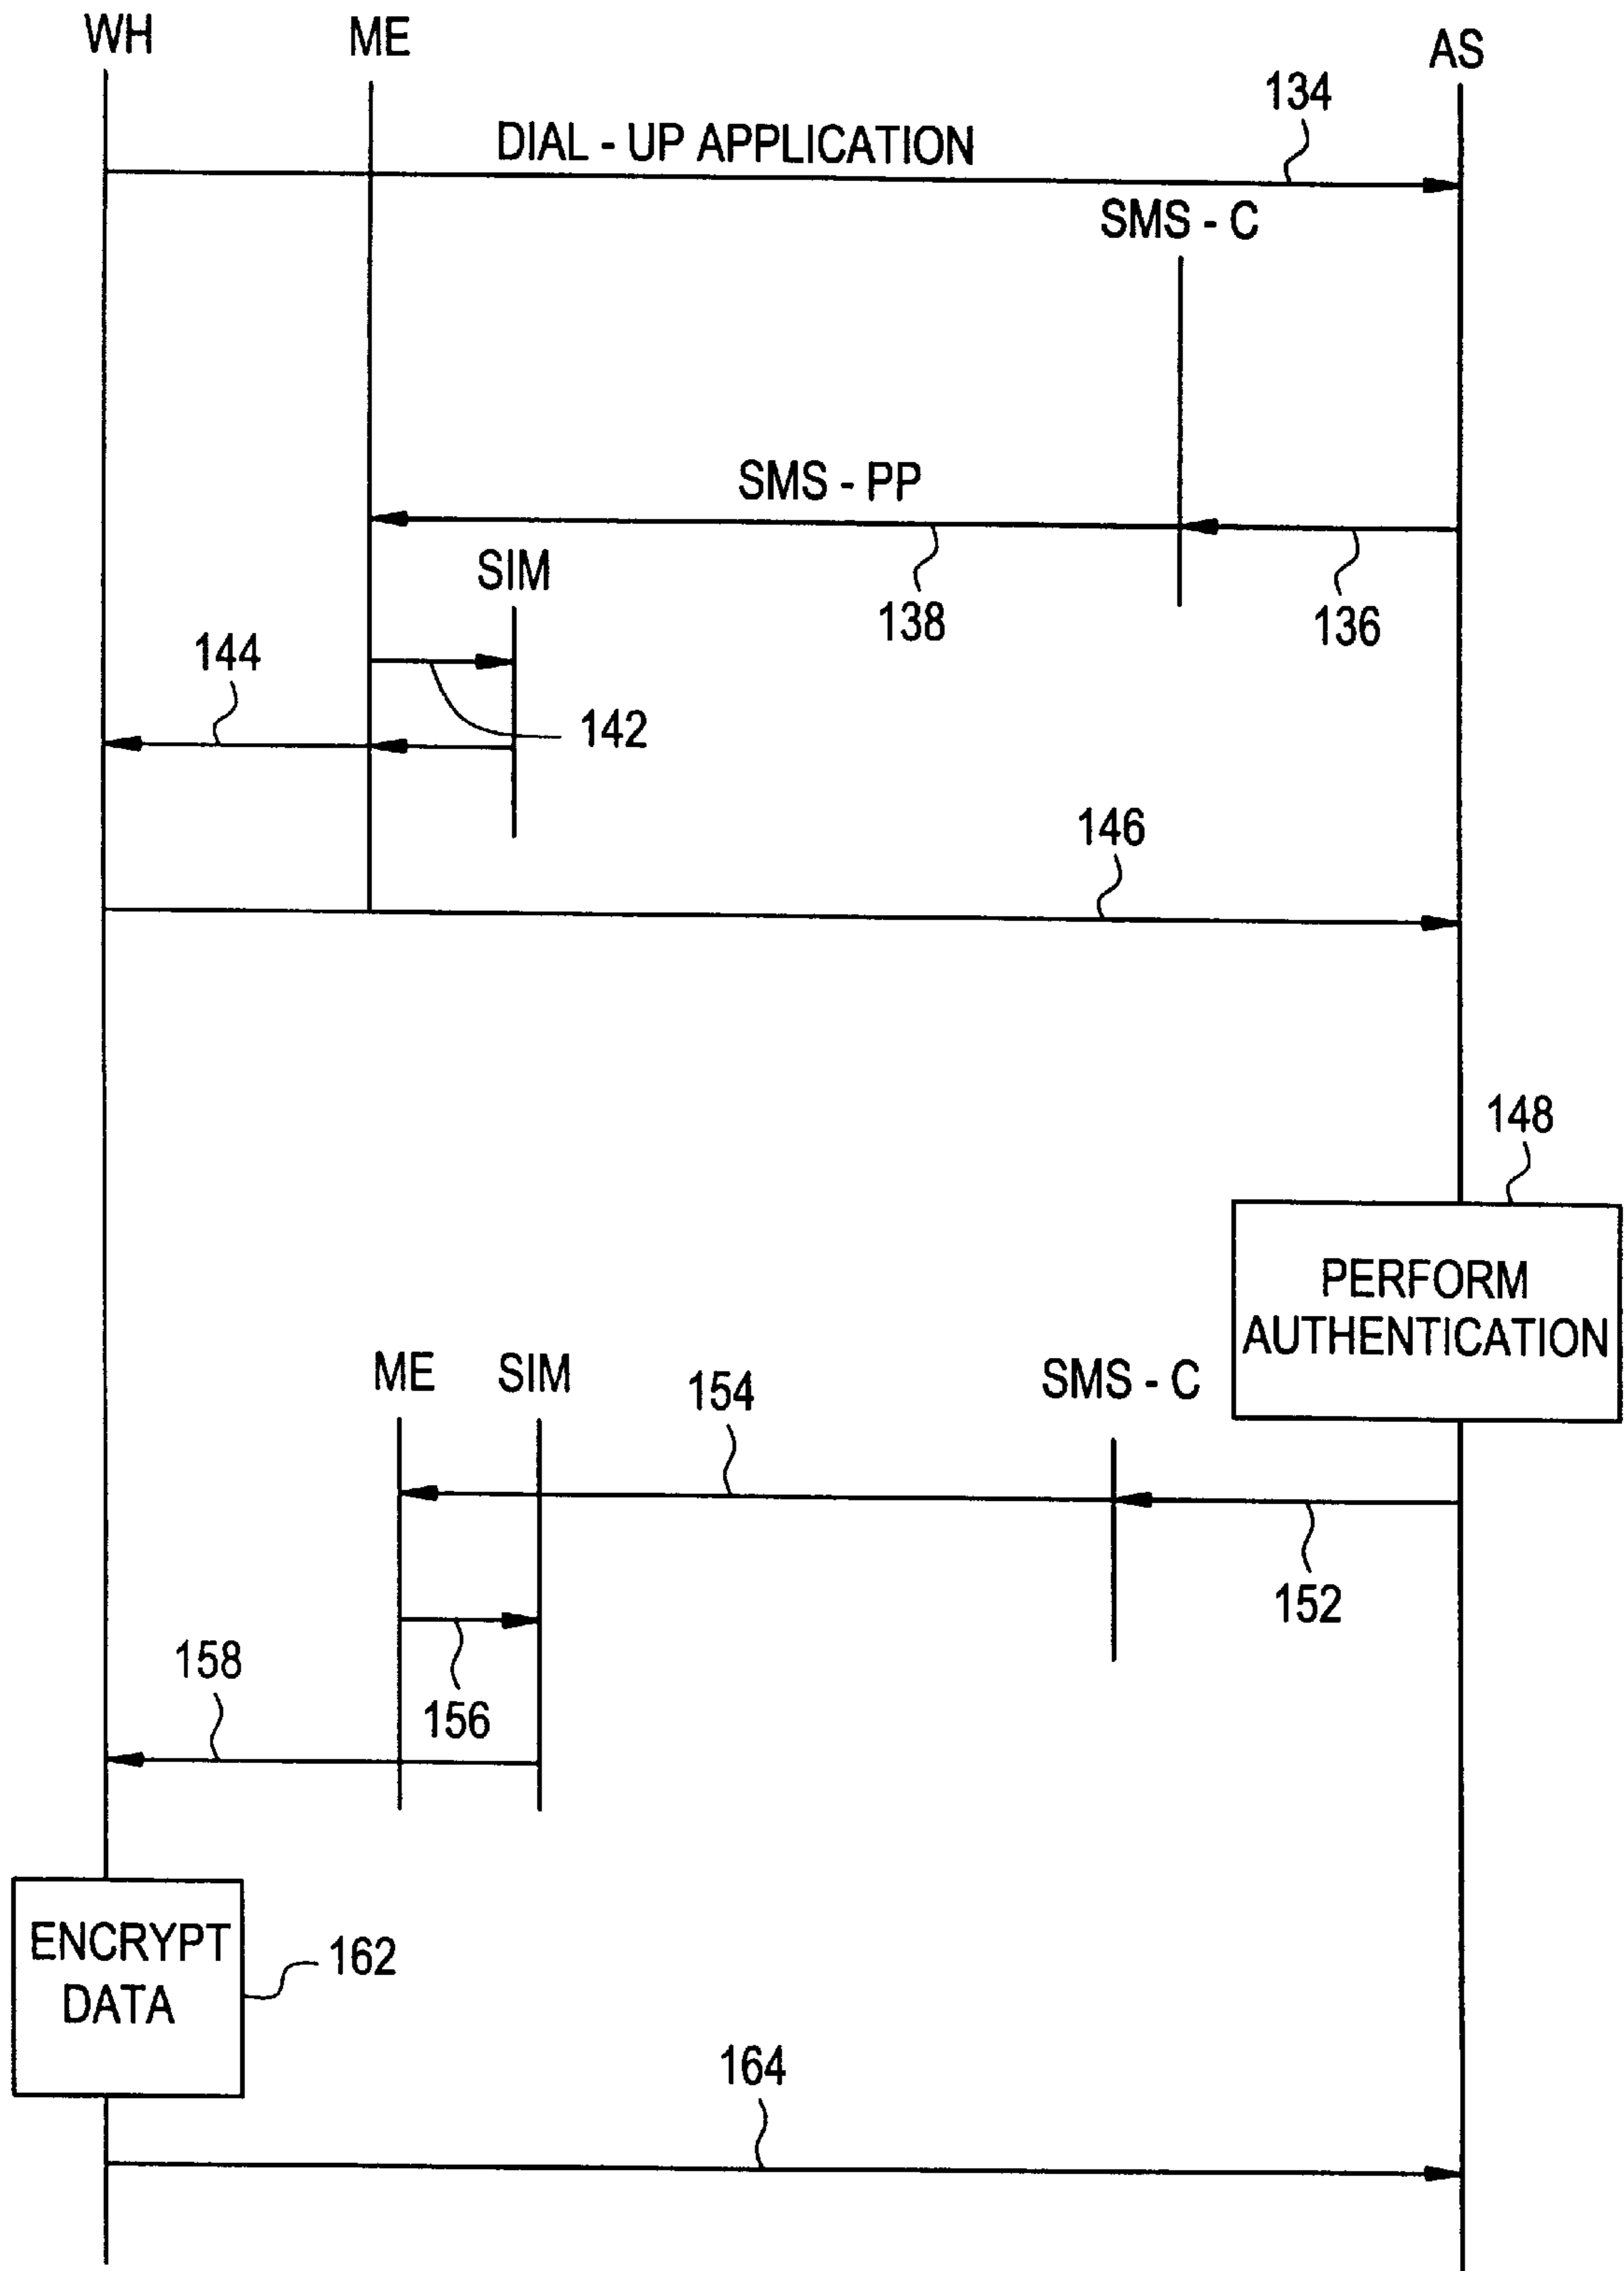 WH
ME
AS
134
DIAL - UP APPLICATION
SMS - C
SMS - PP
SIM
138
136
144
142
146
148
PERFORM
AUTHENTICATION
ME
SIM
154
SMS - C
152
158
156
ENCRYPT
DATA
162
164